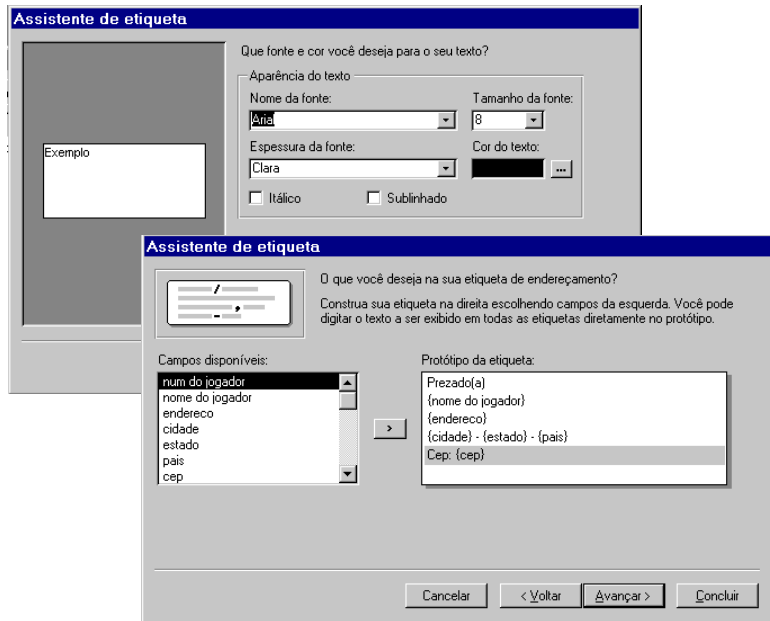 Assistente de etiqueta
Que fonte e cor você deseja para o seu texto?
Aparência do texto
Nome da fonte:
Tamanho da fonte:
Arial
8
Espessura da fonte:
Cor do texto:
Clara
...
Itálico
Sublinhado
Exemplo
Assistente de etiqueta
O que você deseja na sua etiqueta de endereçamento?
Construa sua etiqueta na direita escolhendo campos da esquerda. Você pode
digitar o texto a ser exibido em todas as etiquetas diretamente no protótipo.
Campos disponíveis:
num do jogador
nome do jogador
endereco
cidade
estado
pais
cep
>
Protótipo da etiqueta:
Prezado(a)
{nome do jogador}
{endereco}
{cidade} - {estado} - {pais}
Cep: {cep}
Cancelar
< Voltar
Avançar >
Concluir